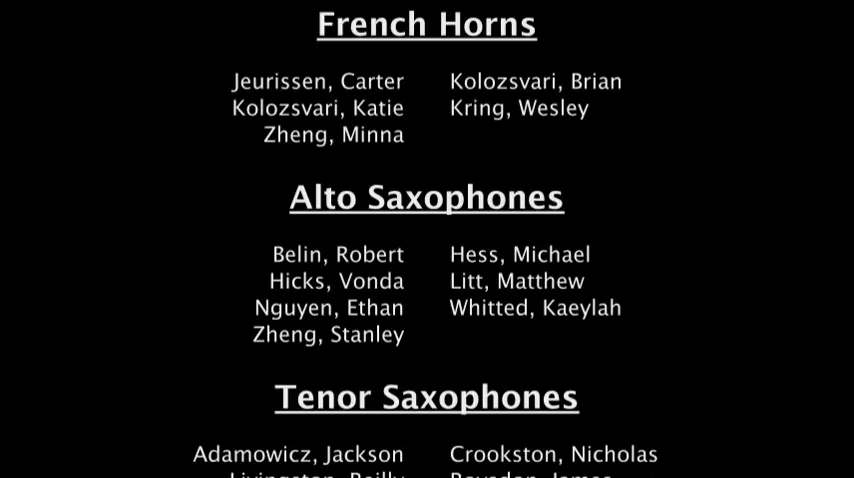 French Horns
Jeurissen, Carter Kolozsvari, Brian
Kolozsvari, Katie Kring, Wesley
Zheng, Minna
Alto Saxophones
Belin, Robert Hess, Michael
Hicks, Vonda Litt, Matthew
Nguyen, Ethan Whitted, Kaeylah
Zheng, Stanley
Tenor Saxophones
Adamowicz, Jackson Crookston, Nicholas